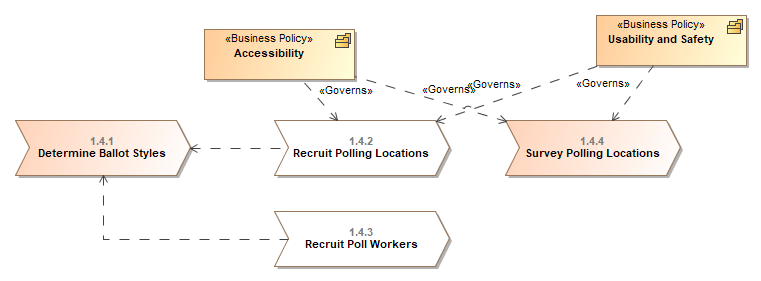 «Business Policy»
Accessibility
«Business Policy»
Usability and Safety
«Governs»
«Governs»
«Governs»
«Governs»
1.4.1
Determine Ballot Styles
1.4.2
Recruit Polling Locations
1.4.4
Survey Polling Locations
1.4.3
Recruit Poll Workers